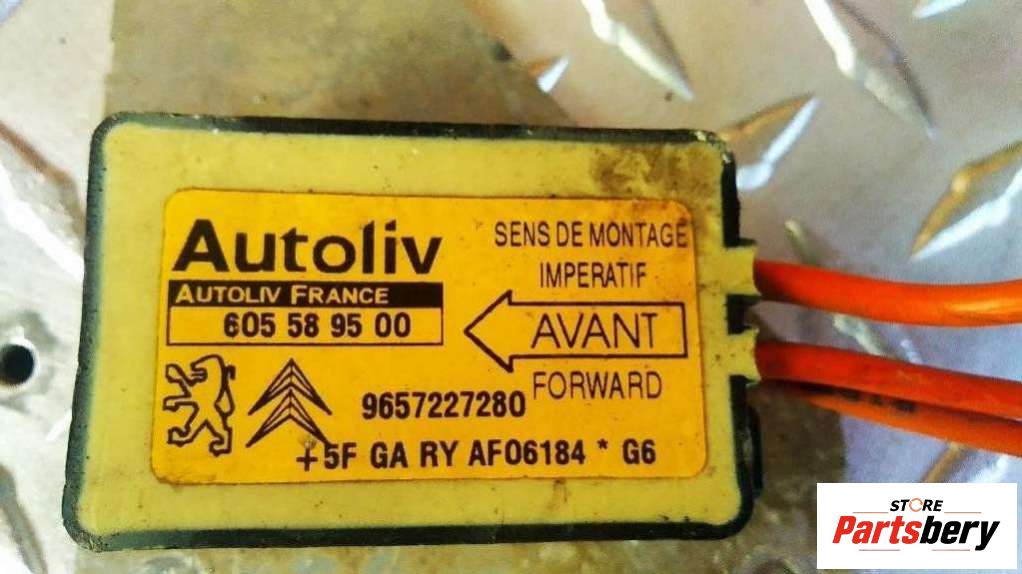 Autoliv
AUTOLIV FRANCE
605 58 95 00
SENS DE MONTAGE
IMPERATIF
AVANT
FORWARD
9657227280
+5F GA RY AF06184 * G6
STORE
Partsbery